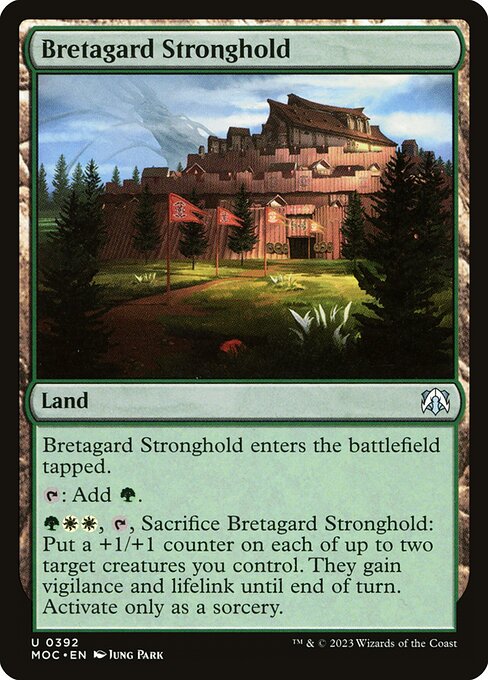 Bretagard Stronghold
Land
Bretagard Stronghold enters the battlefield
tapped.
: Add .
, , Sacrifice Bretagard Stronghold:
Put a +1/+1 counter on each of up to two
target creatures you control. They gain
vigilance and lifelink until end of turn.
Activate only as a sorcery.
U 0392
MOC • EN Jung Park
™ & © 2023 Wizards of the Coast